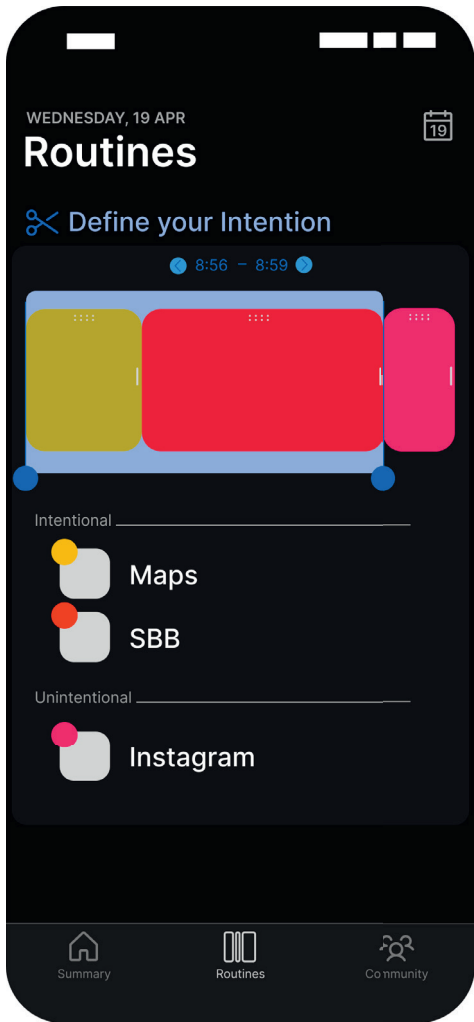 WEDNESDAY, 19 APR
19
Routines
Define your Intention
8:56 – 8:59
Intentional
Maps
SBB
Unintentional
Instagram
Summary
Routines
Community